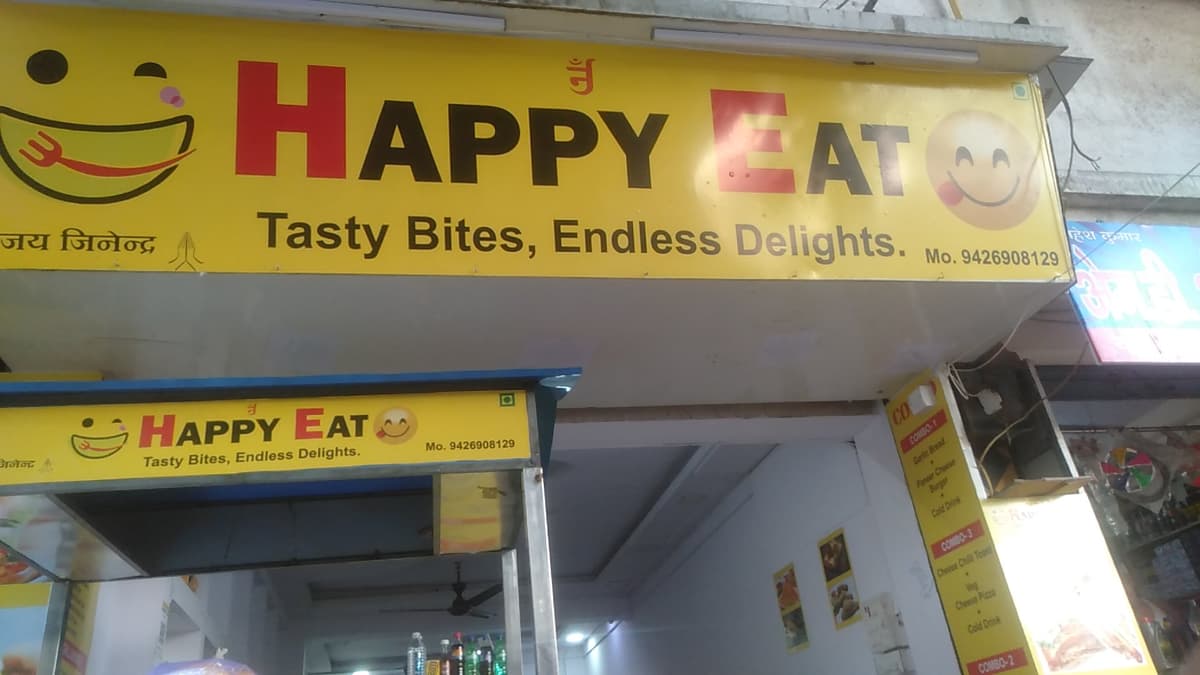 HAPPY EAT
Tasty Bites, Endless Delights.
जय जिनेन्द्र
Mo. 9426908129
HAPPY EAT
Tasty Bites, Endless Delights.
Mo. 9426908129
COMBO-1
Garlic Bread
Paneer Cheese
Burger
Cold Drink
COMBO-3
Cheese Chilli Toast
Veg
Cheese Pizza
Cold Drink
COMBO-2
कुमार